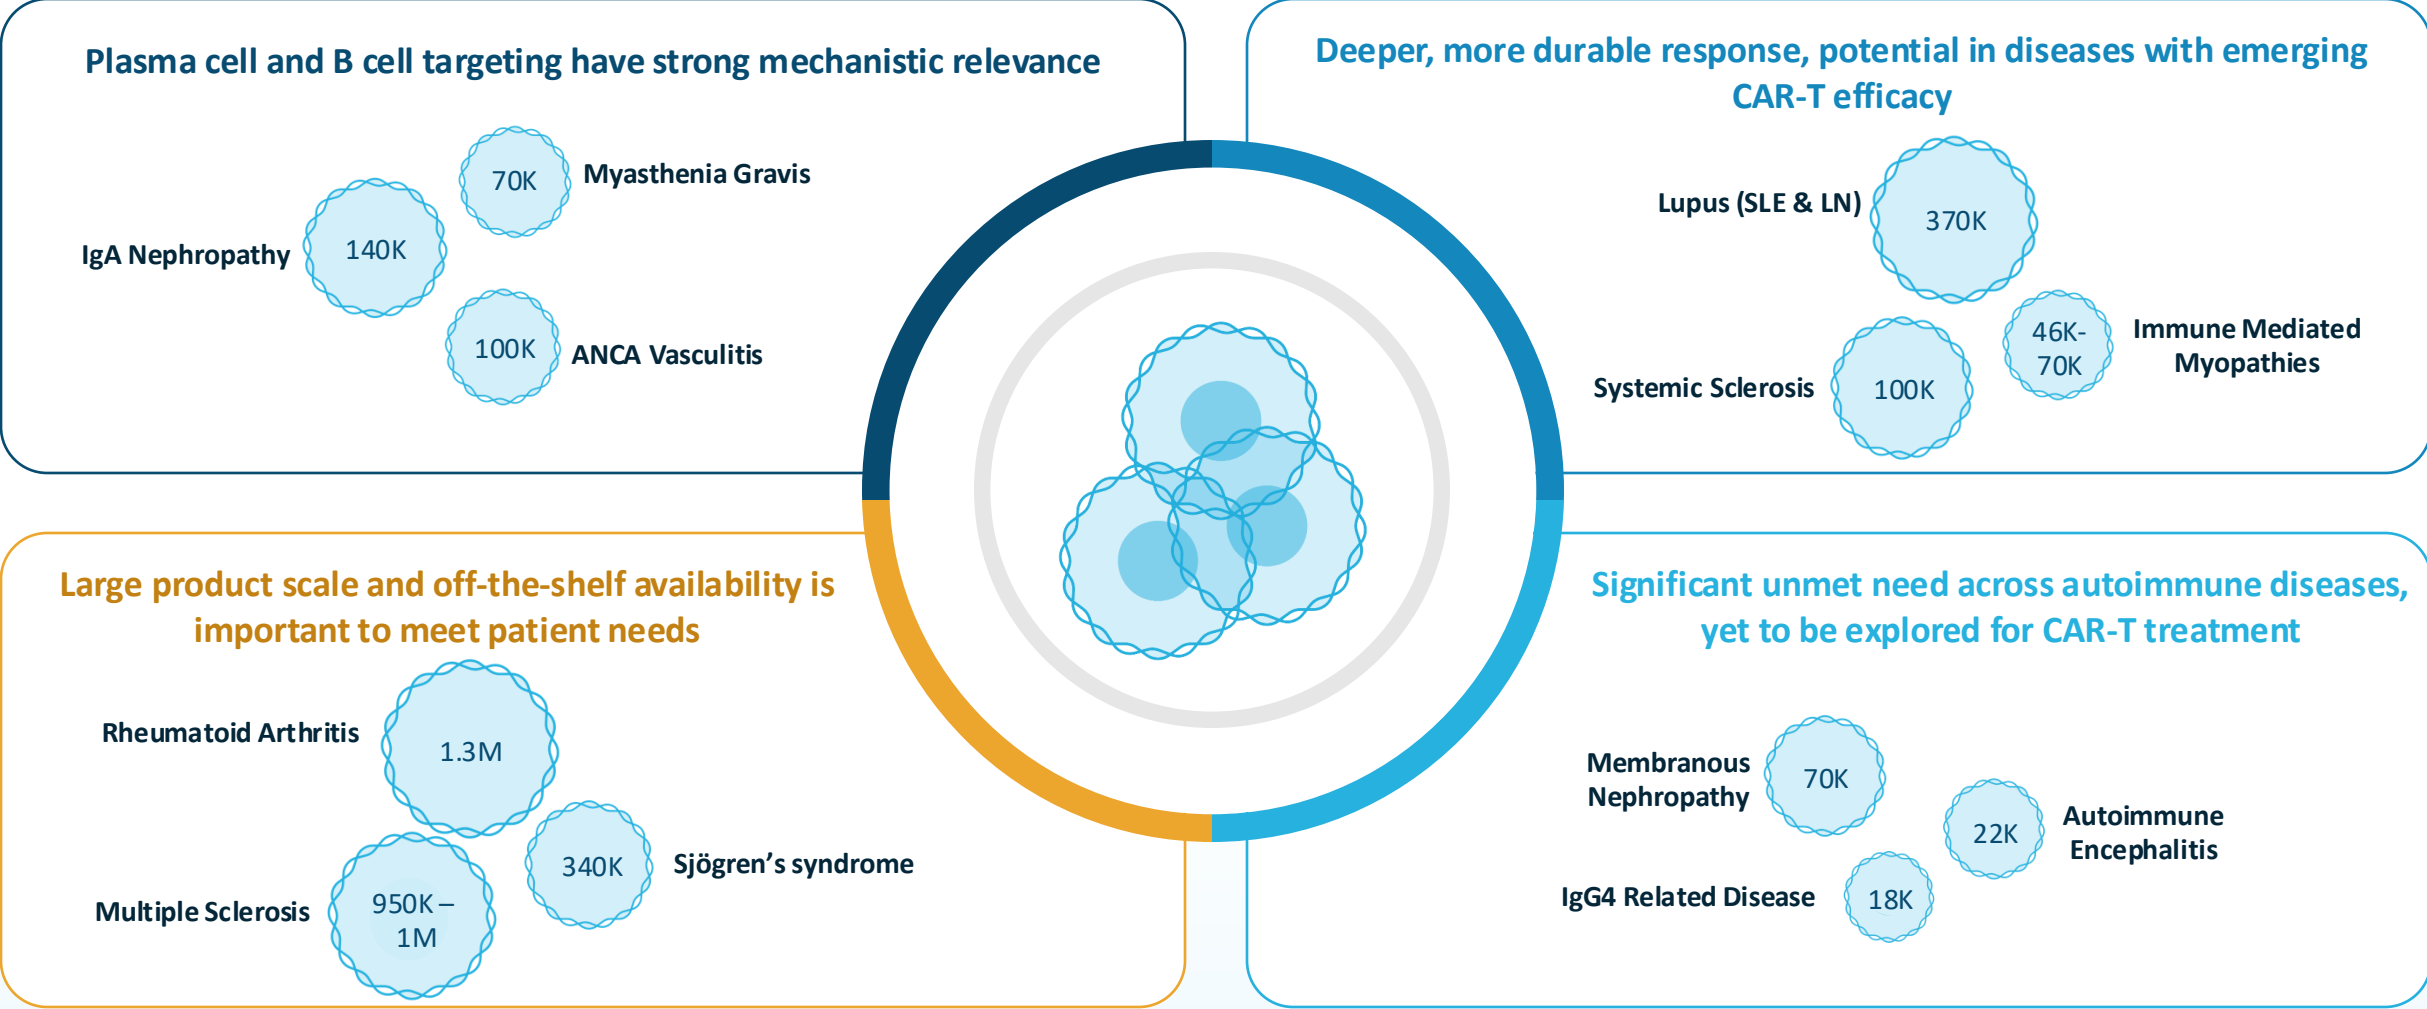 Plasma cell and B cell targeting have strong mechanistic relevance
70K
Myasthenia Gravis
IgA Nephropathy
140K
100K
ANCA Vasculitis
Deeper, more durable response, potential in diseases with emerging
CAR-T efficacy
Lupus (SLE & LN)
370K
46K-
70K
Immune Mediated
Myopathies
Systemic Sclerosis
100K
Large product scale and off-the-shelf availability is
important to meet patient needs
Rheumatoid Arthritis
1.3M
340K
Sjögren’s syndrome
Multiple Sclerosis
950K –
1M
Significant unmet need across autoimmune diseases,
yet to be explored for CAR-T treatment
Membranous
Nephropathy
70K
22K
Autoimmune
Encephalitis
IgG4 Related Disease
18K